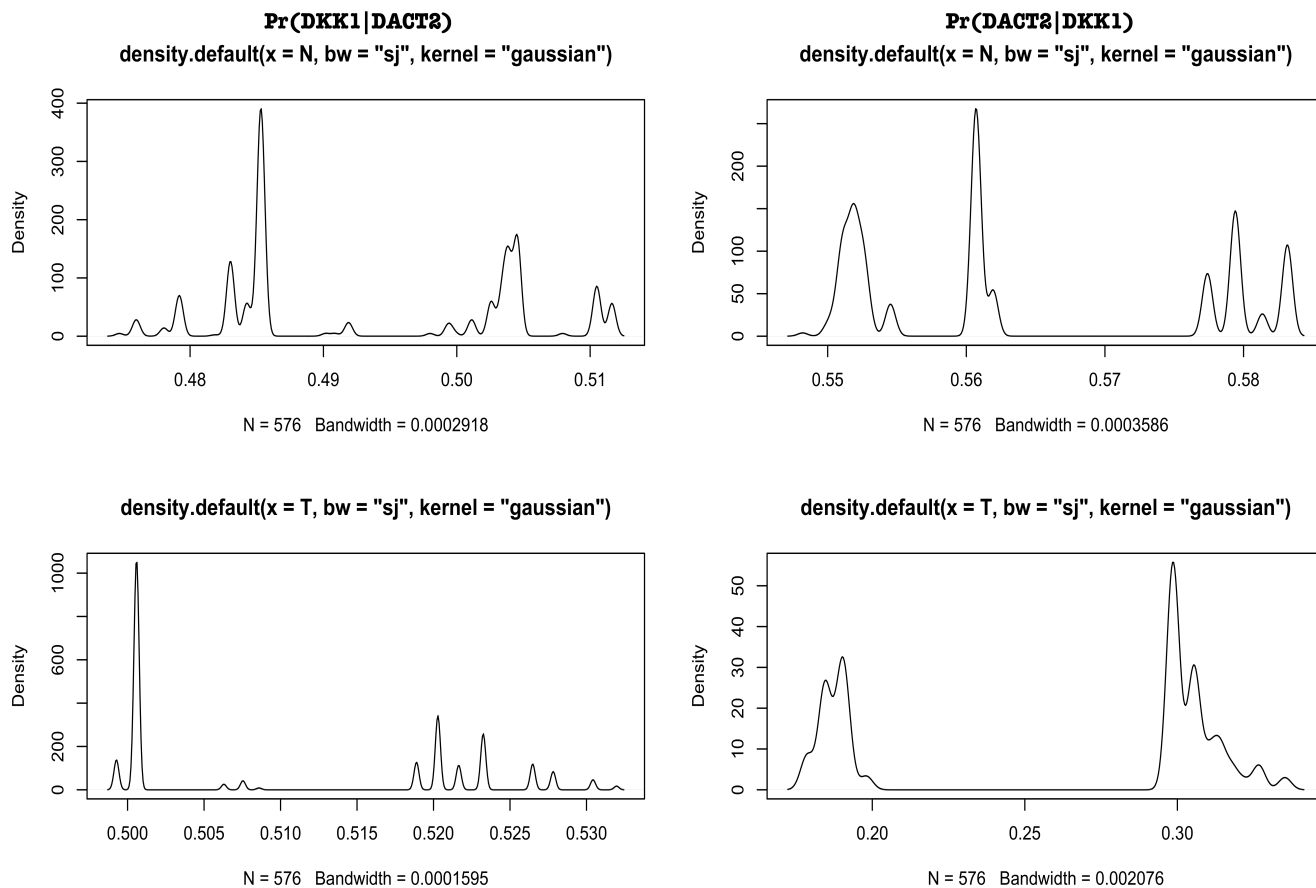 Pr(DKK1|DACT2)
density.default(x = N, bw = "sj", kernel = "gaussian")
Density
0
100
200
300
400
0.48
0.49
0.50
0.51
N = 576 Bandwidth = 0.0002918
Pr(DACT2|DKK1)
density.default(x = N, bw = "sj", kernel = "gaussian")
Density
0
50
100
200
0.55
0.56
0.57
0.58
N = 576 Bandwidth = 0.0003586
density.default(x = T, bw = "sj", kernel = "gaussian")
Density
0
200
600
1000
0.500
0.505
0.510
0.515
0.520
0.525
0.530
N = 576 Bandwidth = 0.0001595
density.default(x = T, bw = "sj", kernel = "gaussian")
Density
0
10
20
30
40
50
0.20
0.25
0.30
N = 576 Bandwidth = 0.002076